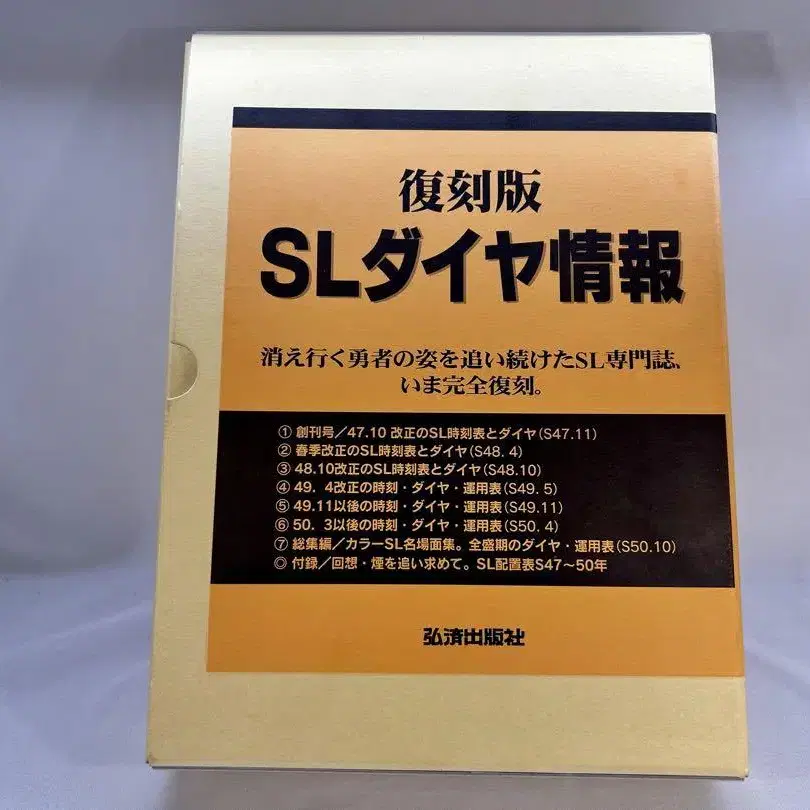 復刻版
SLダイヤ情報
消え行く勇者の姿を追い続けたSL専門誌、
いま完全復刻。
① 創刊号／47.10 改正のSL時刻表とダイヤ(S47.11)
② 春季改正のSL時刻表とダイヤ(S48. 4)
③ 48.10改正のSL時刻表とダイヤ(S48.10)
④ 49. 4改正の時刻・ダイヤ・運用表(S49. 5)
⑤ 49.11以後の時刻・ダイヤ・運用表(S49.11)
⑥ 50. 3以後の時刻・ダイヤ・運用表(S50. 4)
⑦ 総集編／カラーSL名場面集。全盛期のダイヤ・運用表(S50.10)
◎ 付録／回想・煙を追い求めて。SL配置表S47〜50年
弘済出版社